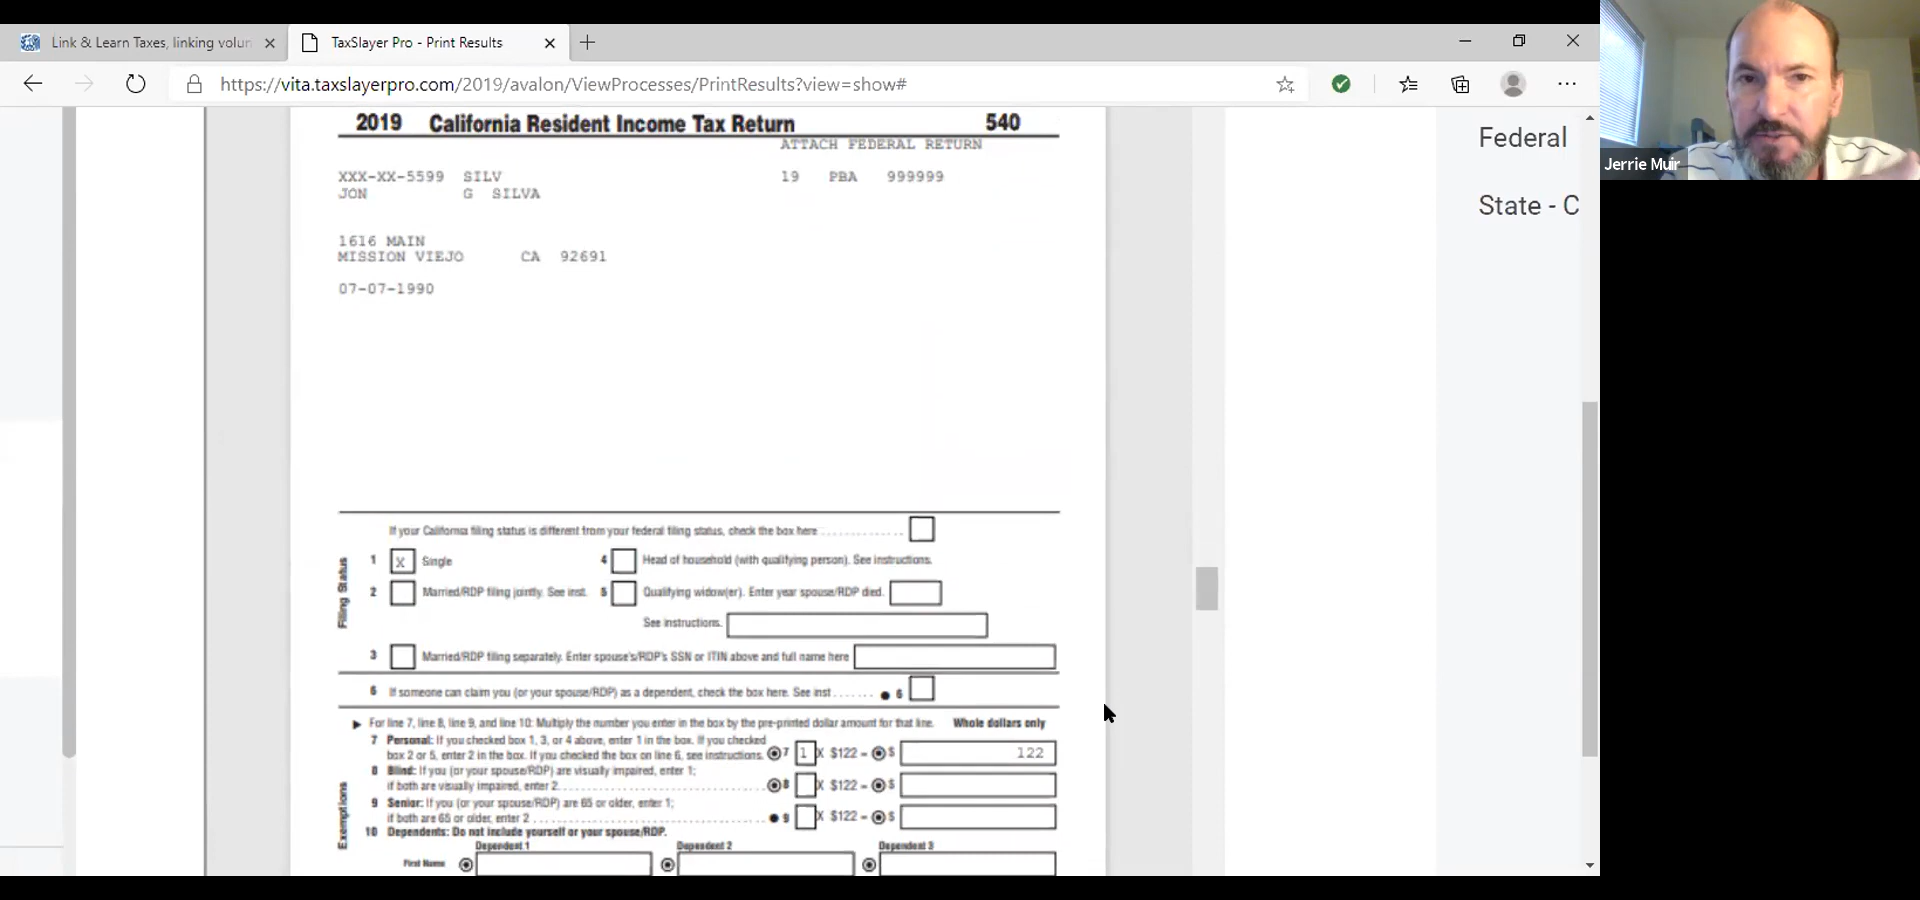 Link & Learn Taxes, linking volun
TaxSlayer Pro - Print Results
https://vita.taxslayerpro.com/2019/avalon/ViewProcesses/PrintResults?view=show#
Jerrie Muir
Federal
State - C
2019 California Resident Income Tax Return 540
ATTACH FEDERAL RETURN
XXX-XX-5599 SILV 19 PBA 999999
JON G SILVA
1616 MAIN
MISSION VIEJO CA 92691
07-07-1990
Filing Status
If your California filing status is different from your federal filing status, check the box here
1 X Single 4 Head of household (with qualifying person). See instructions.
2 Married/RDP filing jointly. See inst. 5 Qualifying widow(er). Enter year spouse/RDP died.
See instructions.
3 Married/RDP filing separately. Enter spouse's/RDP's SSN or ITIN above and full name here
6 If someone can claim you (or your spouse/RDP) as a dependent, check the box here. See inst ....... ● 6
Exemptions
▶ For line 7, line 8, line 9, and line 10: Multiply the number you enter in the box by the pre-printed dollar amount for that line. Whole dollars only
7 Personal: If you checked box 1, 3, or 4 above, enter 1 in the box. If you checked
box 2 or 5, enter 2 in the box. If you checked the box on line 6, see instructions. 7 1 X $122 = $ 122
8 Blind: If you (or your spouse/RDP) are visually impaired, enter 1;
if both are visually impaired, enter 2 8 X $122 = $
9 Senior: If you (or your spouse/RDP) are 65 or older, enter 1;
if both are 65 or older, enter 2 ● 9 X $122 = $
10 Dependents: Do not include yourself or your spouse/RDP.
Dependent 1 Dependent 2 Dependent 3
First Name